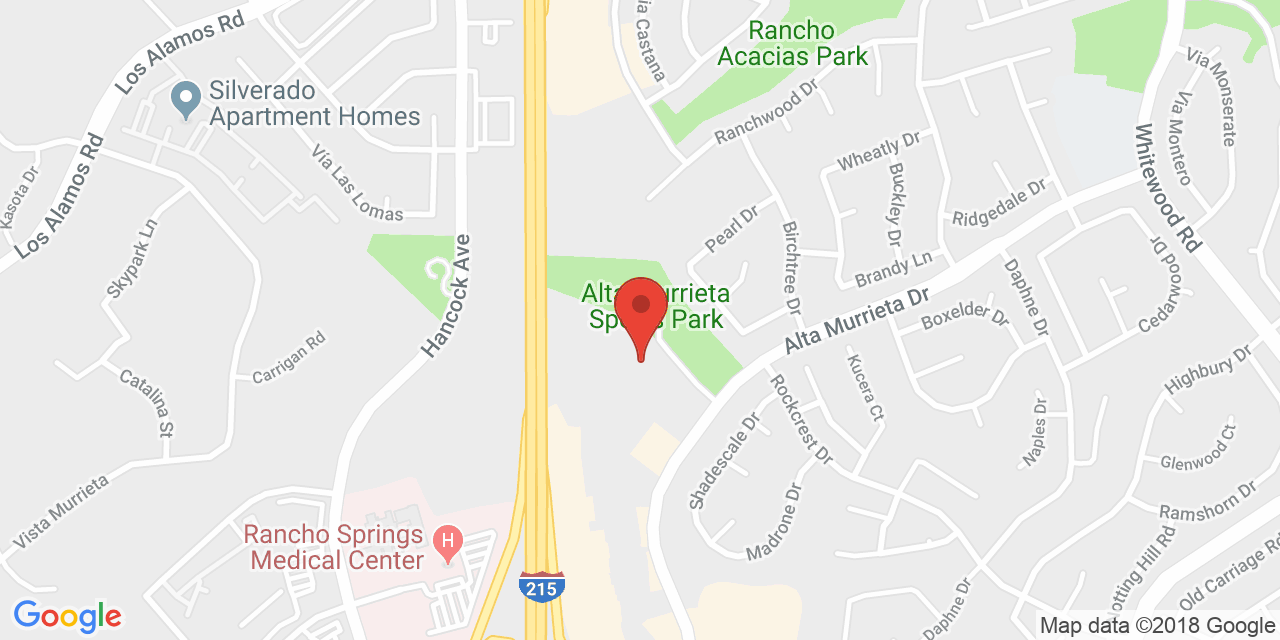 Los Alamos Rd
Via Castana
Rancho
Acacias Park
Silverado
Apartment Homes
Ranchwood Dr
Via Monserate
Via Montero
Whitewood Rd
Wheatly Dr
Buckley Dr
Via Las Lomas
Los Alamos Rd
Kasota Dr
Skypark Ln
Hancock Ave
Pearl Dr
Birchtree Dr
Ridgedale Dr
Brandy Ln
Alta Murrieta Dr
Daphne Dr
Cedarwood Dr
Boxelder Dr
Alta Murrieta
Sports Park
Carrigan Rd
Catalina St
Kucera Ct
Highbury Dr
Rockcrest Dr
Shadescale Dr
Naples Dr
Glenwood Ct
Madrone Dr
Ramshorn Dr
Vista Murrieta
Rancho Springs
Medical Center
H
215
Daphne Dr
otting Hill Rd
Old Carriage Rd
Google
Map data ©2018 Google